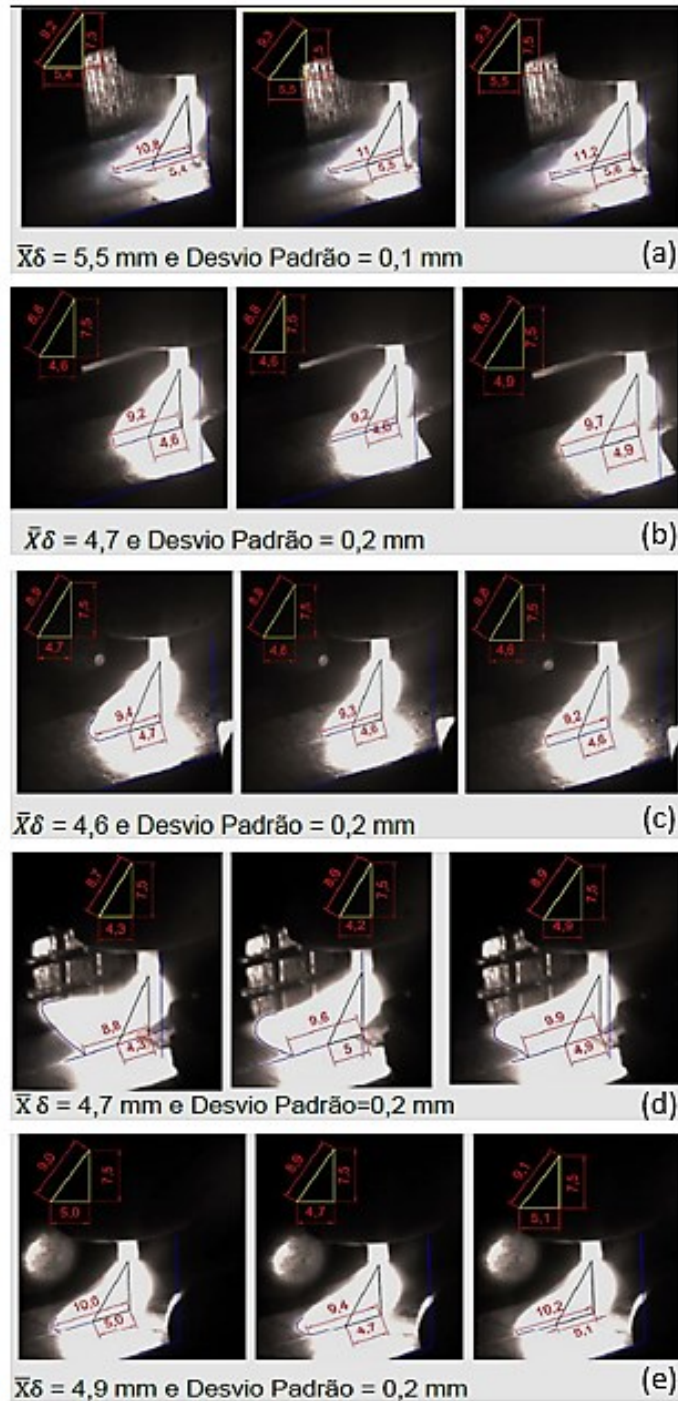 9,2 7,5 5,4 10,8 5,4
9,3 7,5 5,5 11 5,5
9,3 7,5 5,5 11,2 5,6
X̅δ = 5,5 mm e Desvio Padrão = 0,1 mm (a)
8,8 7,5 4,6 9,2 4,6
8,8 7,5 4,6 9,2 4,6
8,9 7,5 4,9 9,7 4,9
X̅δ = 4,7 e Desvio Padrão = 0,2 mm (b)
8,9 7,5 4,7 9,4 4,7
8,8 7,5 4,6 9,3 4,6
8,8 7,5 4,6 9,2 4,6
X̅δ = 4,6 e Desvio Padrão = 0,2 mm (c)
8,7 7,5 4,3 8,8 4,3
7,5 4,2 9,6 5
8,9 7,5 4,9 9,9 4,9
X̅ δ = 4,7 mm e Desvio Padrão=0,2 mm (d)
9,0 7,5 5,0 10,0 5,0
8,9 7,5 4,7 9,4 4,7
9,1 7,5 5,1 10,2 5,1
X̅δ = 4,9 mm e Desvio Padrão = 0,2 mm (e)